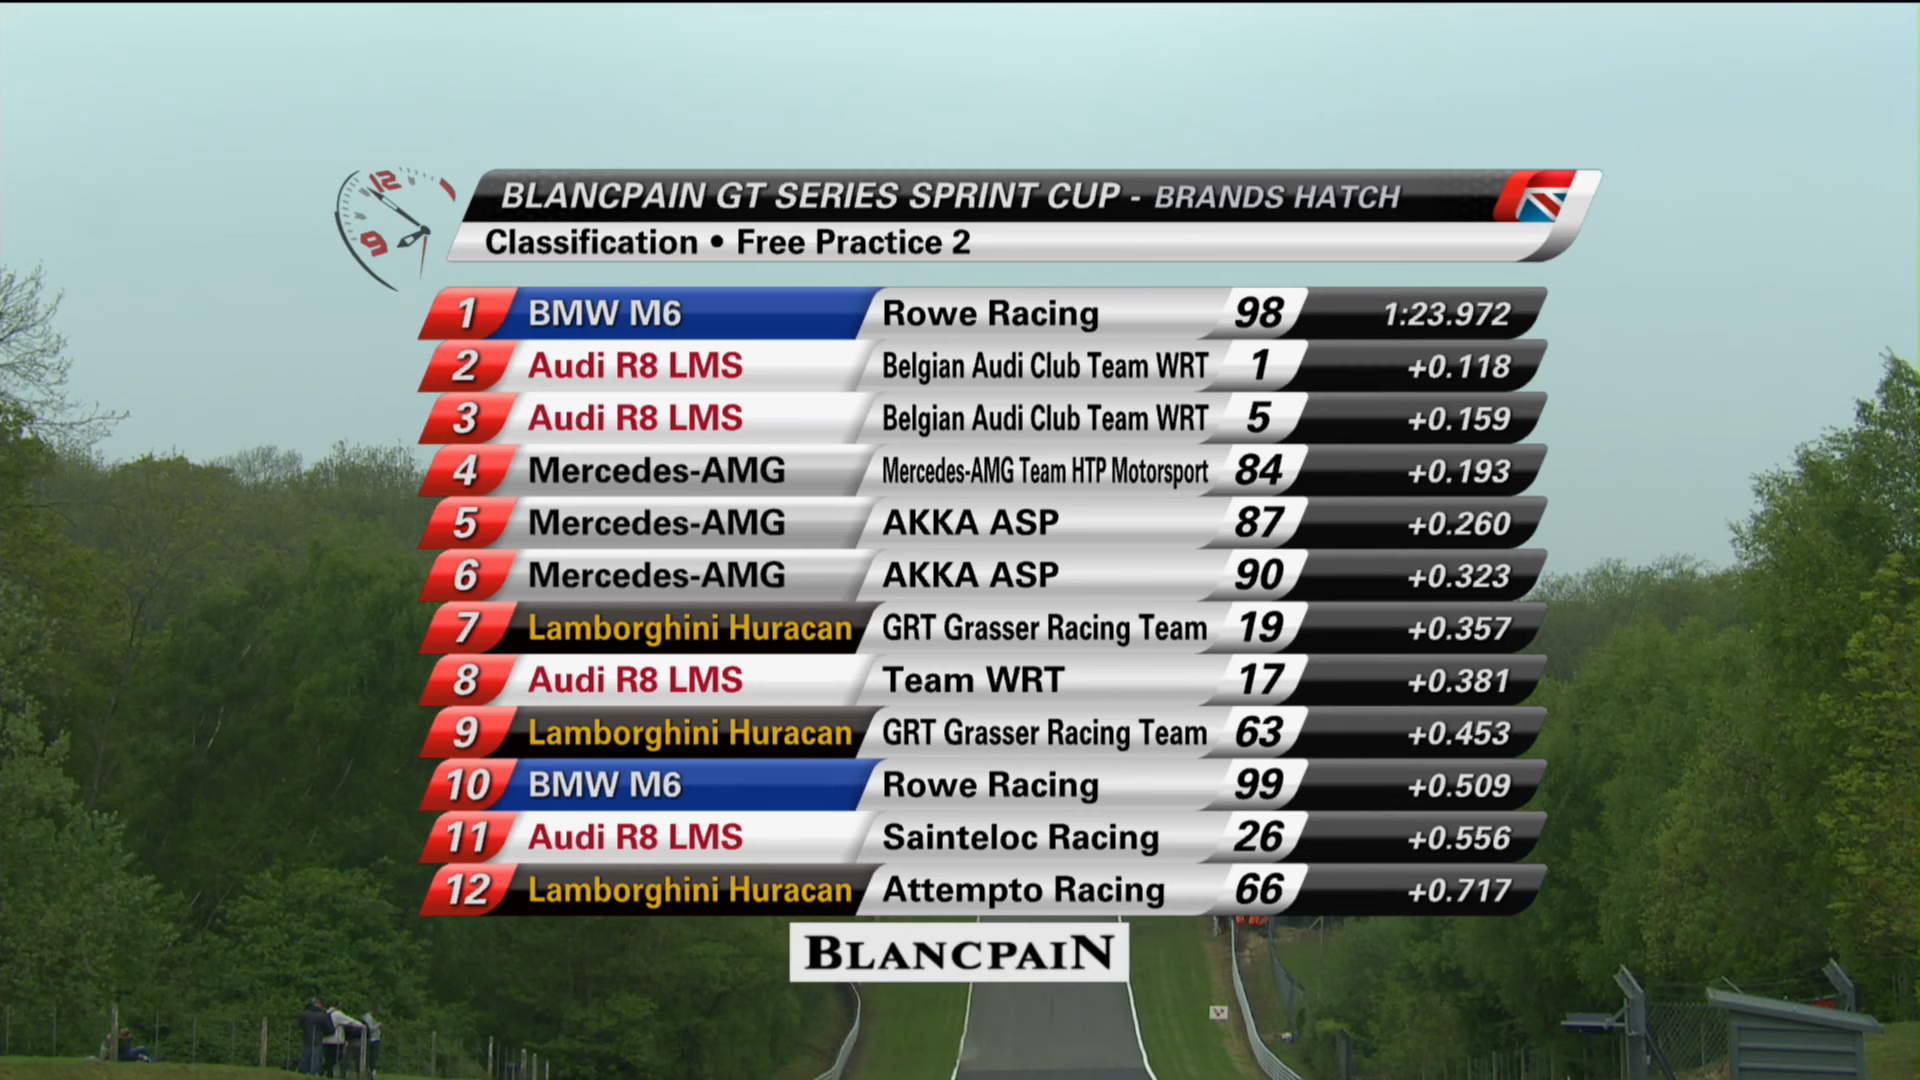 12
9
BLANCPAIN GT SERIES SPRINT CUP - BRANDS HATCH
Classification • Free Practice 2
1 BMW M6 Rowe Racing 98 1:23.972
2 Audi R8 LMS Belgian Audi Club Team WRT 1 +0.118
3 Audi R8 LMS Belgian Audi Club Team WRT 5 +0.159
4 Mercedes-AMG Mercedes-AMG Team HTP Motorsport 84 +0.193
5 Mercedes-AMG AKKA ASP 87 +0.260
6 Mercedes-AMG AKKA ASP 90 +0.323
7 Lamborghini Huracan GRT Grasser Racing Team 19 +0.357
8 Audi R8 LMS Team WRT 17 +0.381
9 Lamborghini Huracan GRT Grasser Racing Team 63 +0.453
10 BMW M6 Rowe Racing 99 +0.509
11 Audi R8 LMS Sainteloc Racing 26 +0.556
12 Lamborghini Huracan Attempto Racing 66 +0.717
BLANCPAIN